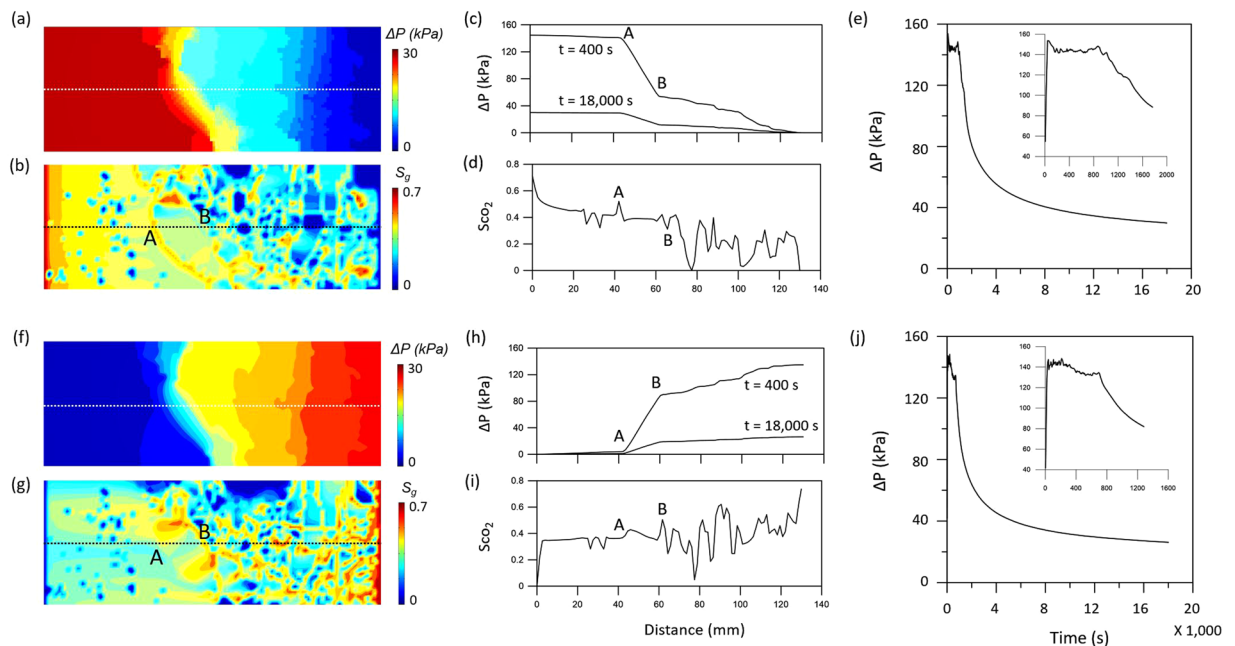 (a)
ΔP (kPa)
30
0
(b)
Sg
0.7
0
A
B
(c)
160
120
80
40
0
ΔP (kPa)
A
B
t = 400 s
t = 18,000 s
(d)
0.8
0.6
0.4
0.2
0
Sco2
A
B
0 20 40 60 80 100 120 140
(e)
160
120
80
40
0
ΔP (kPa)
0 4 8 12 16 20
160
140
120
100
80
60
40
0 400 800 1200 1600 2000
(f)
ΔP (kPa)
30
0
(g)
Sg
0.7
0
A
B
(h)
160
120
80
40
0
ΔP (kPa)
A
B
t = 400 s
t = 18,000 s
(i)
0.8
0.6
0.4
0.2
0
Sco2
A
B
0 20 40 60 80 100 120 140
Distance (mm)
(j)
160
120
80
40
0
ΔP (kPa)
0 4 8 12 16 20
Time (s)
X 1,000
160
140
120
100
80
60
40
0 400 800 1200 1600